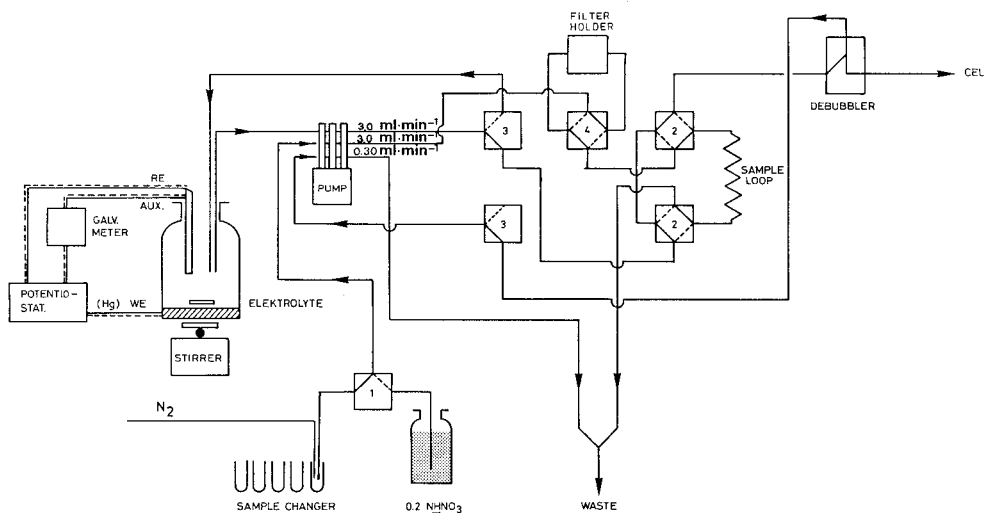 FILTER
HOLDER
CEL
DEBUBBLER
3,0 ml·min⁻¹
3,0 ml·min⁻¹
0.30 ml·min⁻¹
3
4
2
PUMP
SAMPLE
LOOP
RE
AUX.
GALV.
METER
3
2
POTENTIO-
STAT.
(Hg) WE
ELEKTROLYTE
STIRRER
1
N2
SAMPLE CHANGER
0.2 NHNO3
WASTE